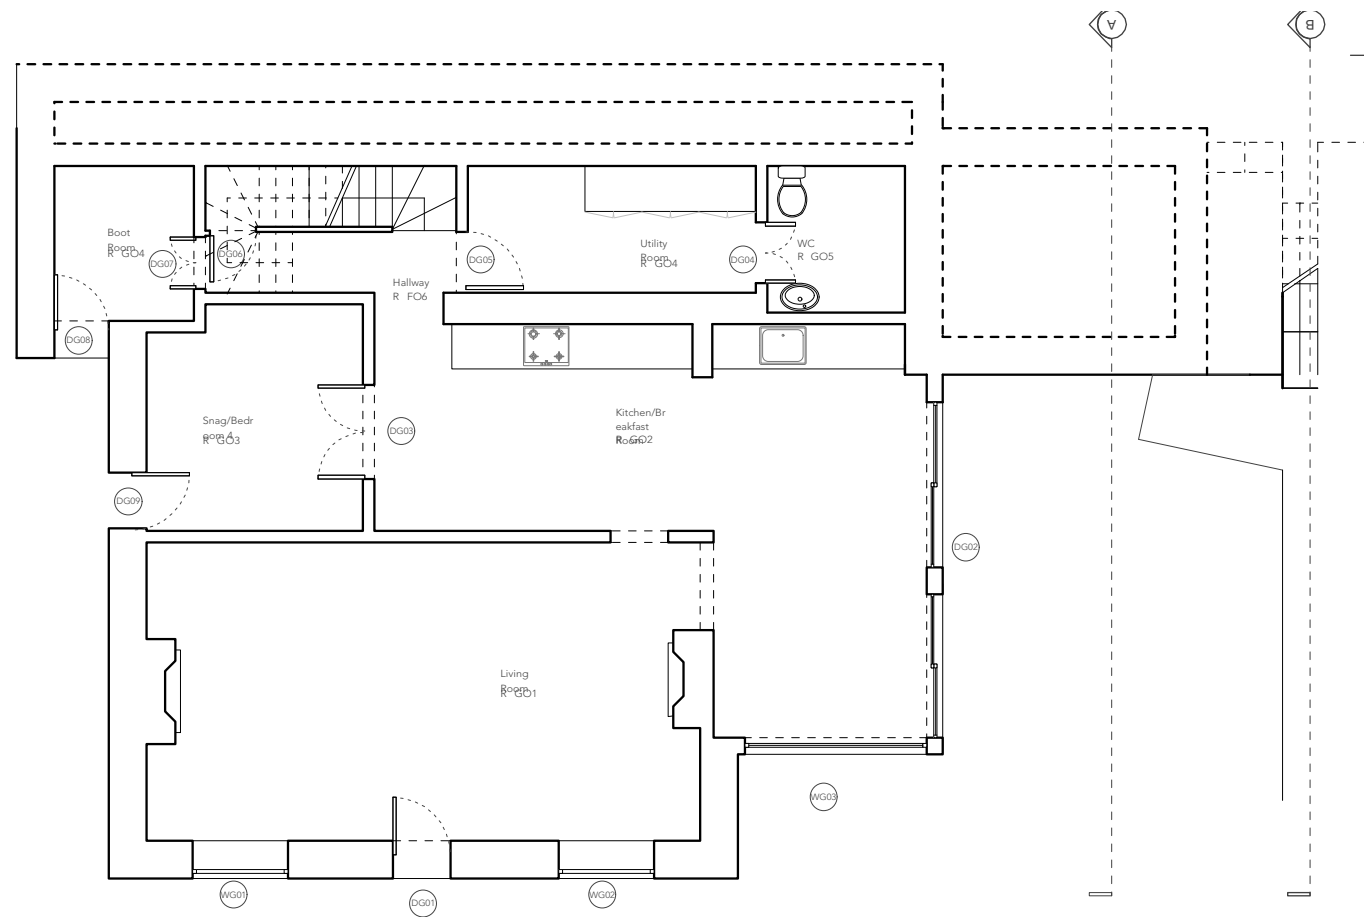 A
B
Boot
Room
R GO4
DG07
DG06
DG05
Utility
Room
R GO4
DG04
WC
R GO5
Hallway
R FO6
DG08
Snag/Bedr
oom 4
R GO3
DG03
Kitchen/Br
eakfast
Room
R GO2
DG09
DG02
Living
Room
R GO1
WG03
WG01
DG01
WG02